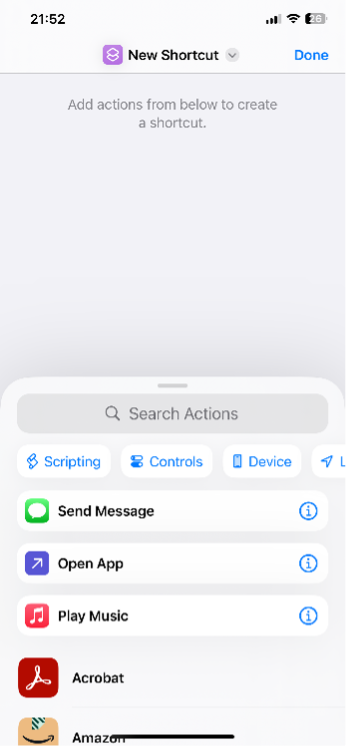 21:52
26
New Shortcut
Done
Add actions from below to create
a shortcut.
Search Actions
Scripting
Controls
Device
L
Send Message
Open App
Play Music
Acrobat
Amazon